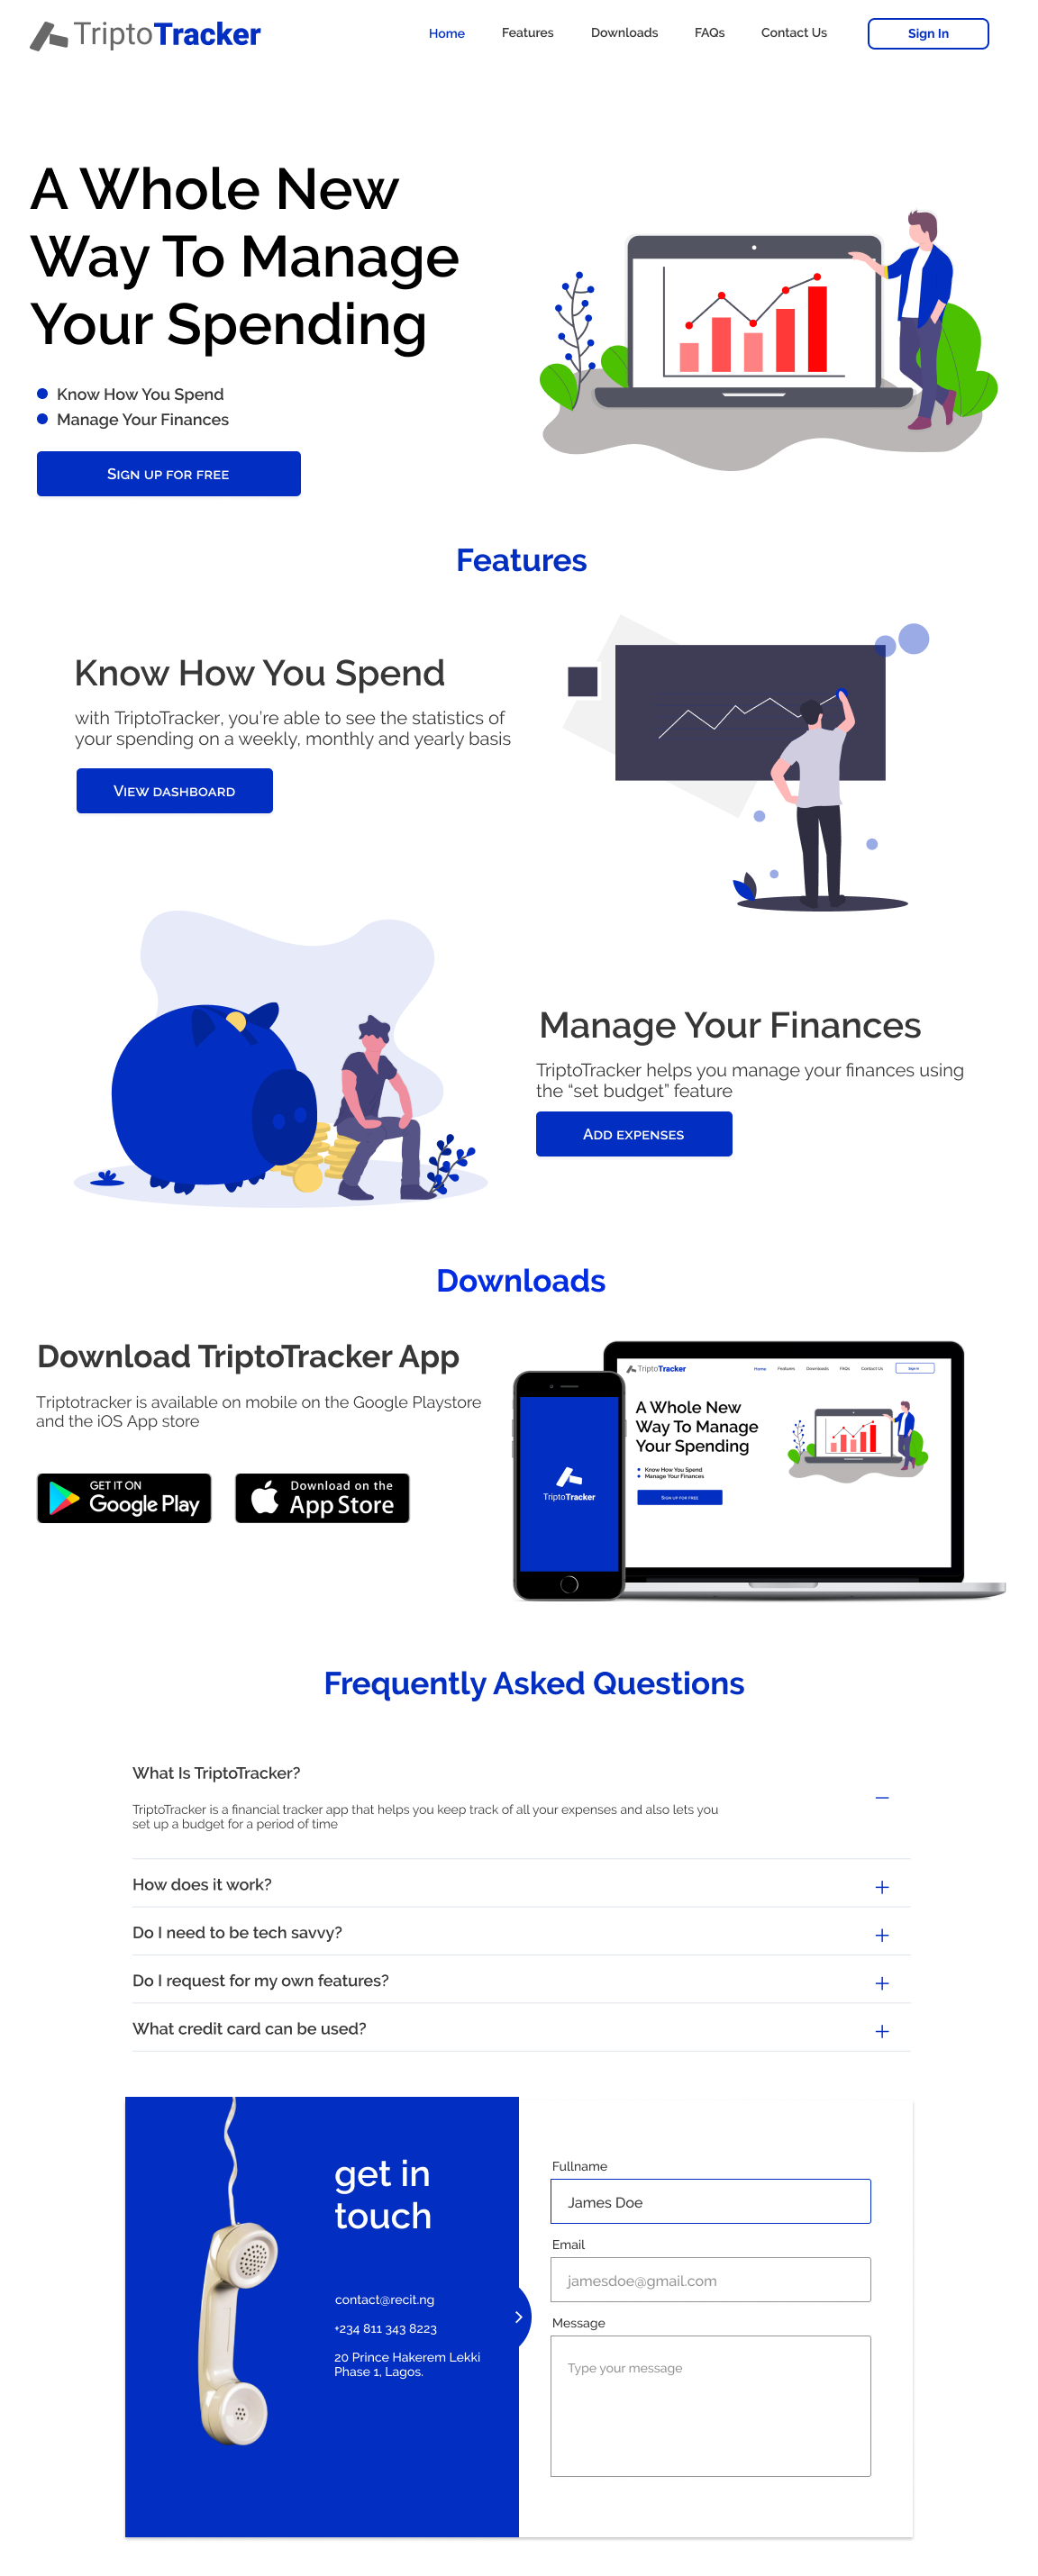 TriptoTracker
Home
Features
Downloads
FAQs
Contact Us
Sign In
A Whole New
Way To Manage
Your Spending
Know How You Spend
Manage Your Finances
Sign up for free
Features
Know How You Spend
with TriptoTracker, you're able to see the statistics of
your spending on a weekly, monthly and yearly basis
View dashboard
Manage Your Finances
TriptoTracker helps you manage your finances using
the “set budget” feature
Add expenses
Downloads
Download TriptoTracker App
Triptotracker is available on mobile on the Google Playstore
and the iOS App store
GET IT ON
Google Play
Download on the
App Store
TriptoTracker
TriptoTracker
Home
Features
Downloads
FAQs
Contact Us
Sign In
A Whole New
Way To Manage
Your Spending
Know How You Spend
Manage Your Finances
Sign up for free
Frequently Asked Questions
What Is TriptoTracker?
TriptoTracker is a financial tracker app that helps you keep track of all your expenses and also lets you
set up a budget for a period of time
How does it work?
Do I need to be tech savvy?
Do I request for my own features?
What credit card can be used?
get in
touch
contact@recit.ng
+234 811 343 8223
20 Prince Hakerem Lekki
Phase 1, Lagos.
Fullname
James Doe
Email
jamesdoe@gmail.com
Message
Type your message